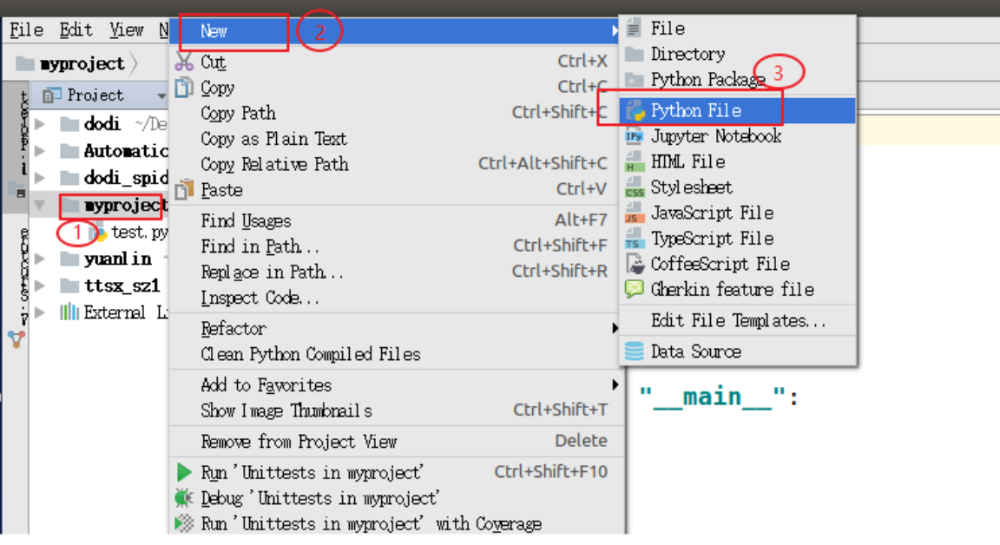 File Edit View N
myproject
Project
dodi ~/De
Automatic
dodi_spid
myproject
1
test.py
yuanlin ~
ttsx_sz1
External Li
New
2
Cut Ctrl+X
Copy Ctrl+C
Copy Path Ctrl+Shift+C
Copy as Plain Text
Copy Relative Path Ctrl+Alt+Shift+C
Paste Ctrl+V
Find Usages Alt+F7
Find in Path... Ctrl+Shift+F
Replace in Path... Ctrl+Shift+R
Inspect Code...
Refactor
Clean Python Compiled Files
Add to Favorites
Show Image Thumbnails Ctrl+Shift+T
Remove from Project View Delete
Run 'Unittests in myproject' Ctrl+Shift+F10
Debug 'Unittests in myproject'
Run 'Unittests in myproject' with Coverage
File
Directory
Python Package
3
Python File
IPy Jupyter Notebook
H HTML File
CSS Stylesheet
JS JavaScript File
TS TypeScript File
CoffeeScript File
Gherkin feature file
Edit File Templates...
Data Source
"__main__":